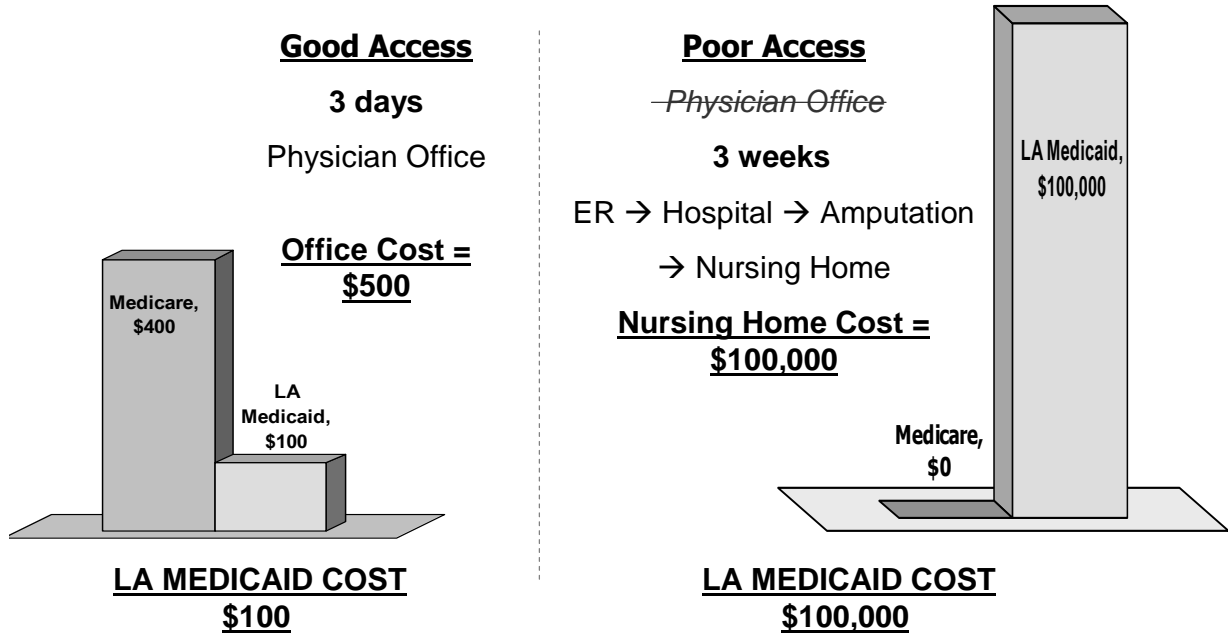 Good Access
3 days
Physician Office
Office Cost =
$500
Medicare,
$400
LA
Medicaid,
$100
LA MEDICAID COST
$100
Poor Access
Physician Office
3 weeks
ER → Hospital → Amputation
→ Nursing Home
Nursing Home Cost =
$100,000
LA Medicaid,
$100,000
Medicare,
$0
LA MEDICAID COST
$100,000